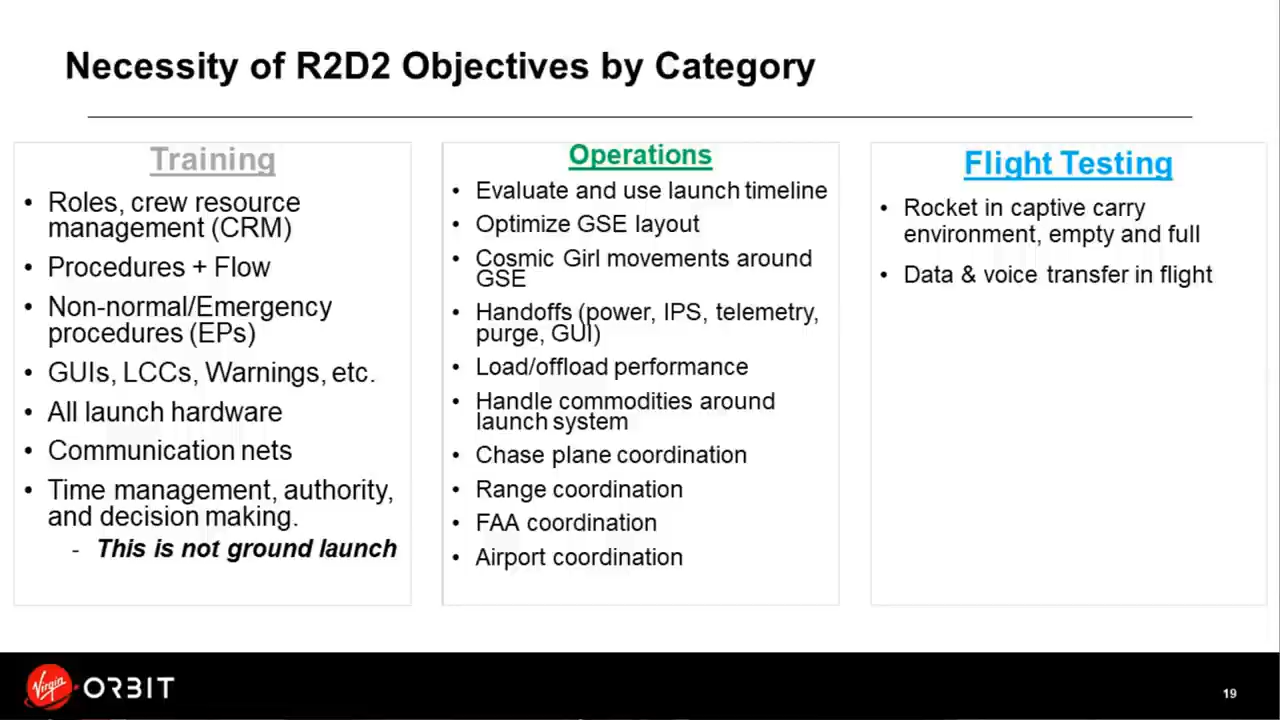 Necessity of R2D2 Objectives by Category
Training
• Roles, crew resource
management (CRM)
• Procedures + Flow
• Non-normal/Emergency
procedures (EPs)
• GUIs, LCCs, Warnings, etc.
• All launch hardware
• Communication nets
• Time management, authority,
and decision making.
- This is not ground launch
Operations
• Evaluate and use launch timeline
• Optimize GSE layout
• Cosmic Girl movements around
GSE
• Handoffs (power, IPS, telemetry,
purge, GUI)
• Load/offload performance
• Handle commodities around
launch system
• Chase plane coordination
• Range coordination
• FAA coordination
• Airport coordination
Flight Testing
• Rocket in captive carry
environment, empty and full
• Data & voice transfer in flight
Virgin ORBIT
19